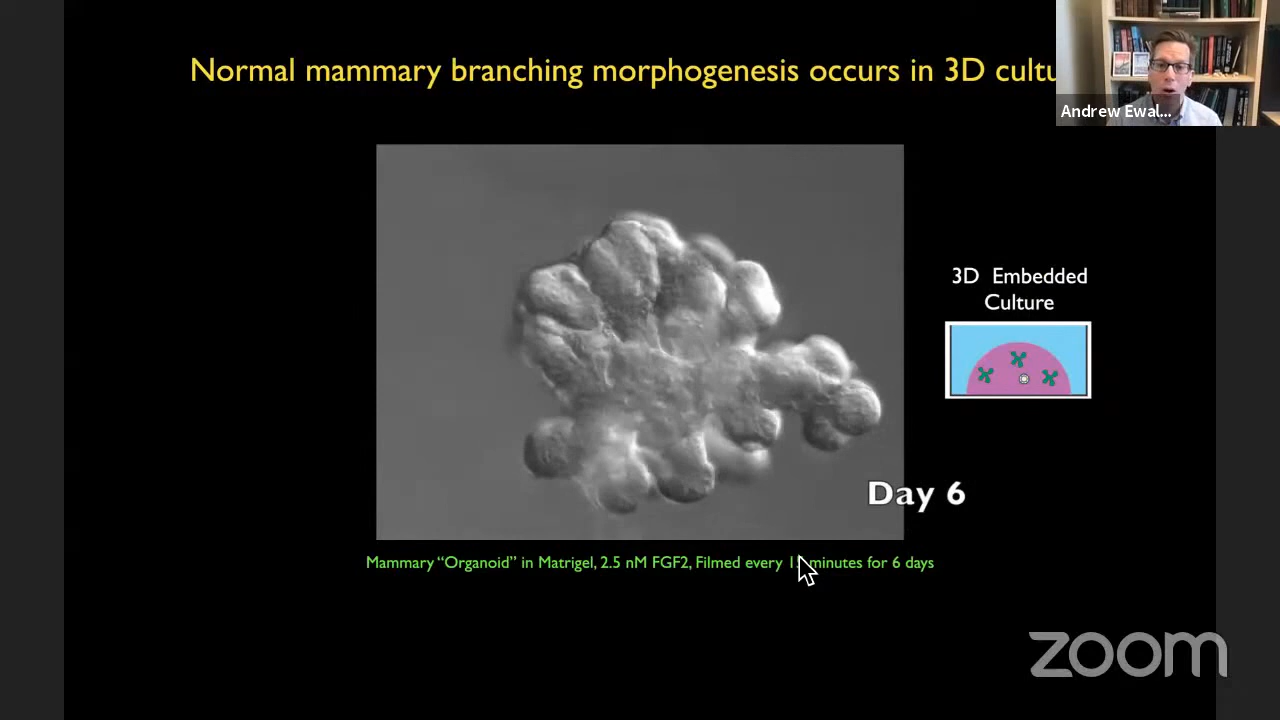 Normal mammary branching morphogenesis occurs in 3D cultu
Andrew Ewal...
3D Embedded
Culture
Day 6
Mammary “Organoid” in Matrigel, 2.5 nM FGF2, Filmed every minutes for 6 days
zoom